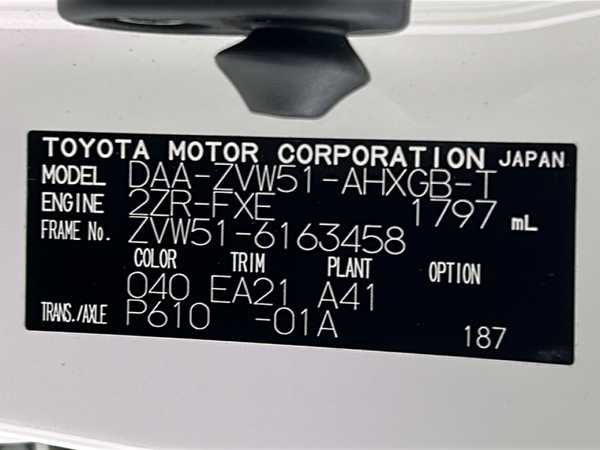 TOYOTA MOTOR CORPORATION JAPAN
MODEL DAA-ZVW51-AHXGB-T
ENGINE 2ZR-FXE 1797 mL
FRAME No. ZVW51-6163458
COLOR TRIM PLANT OPTION
040 EA21 A41
TRANS./AXLE P610 -01A 187